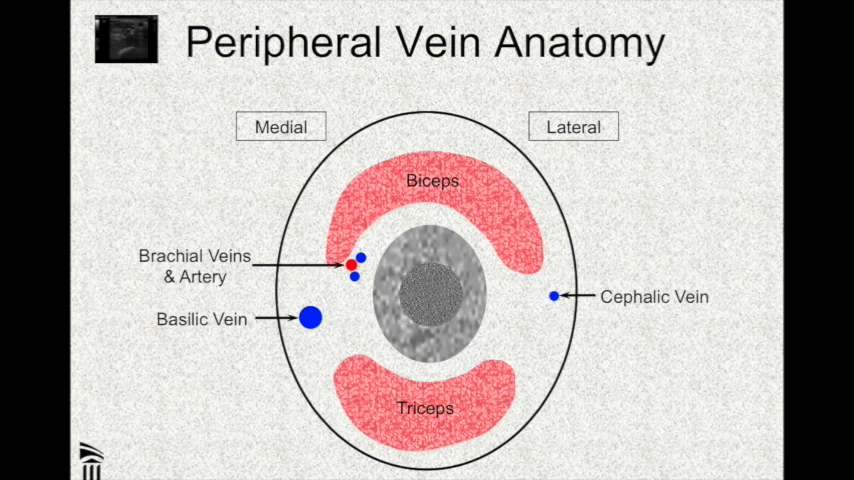 Peripheral Vein Anatomy
Medial
Lateral
Biceps
Brachial Veins
& Artery
Cephalic Vein
Basilic Vein
Triceps